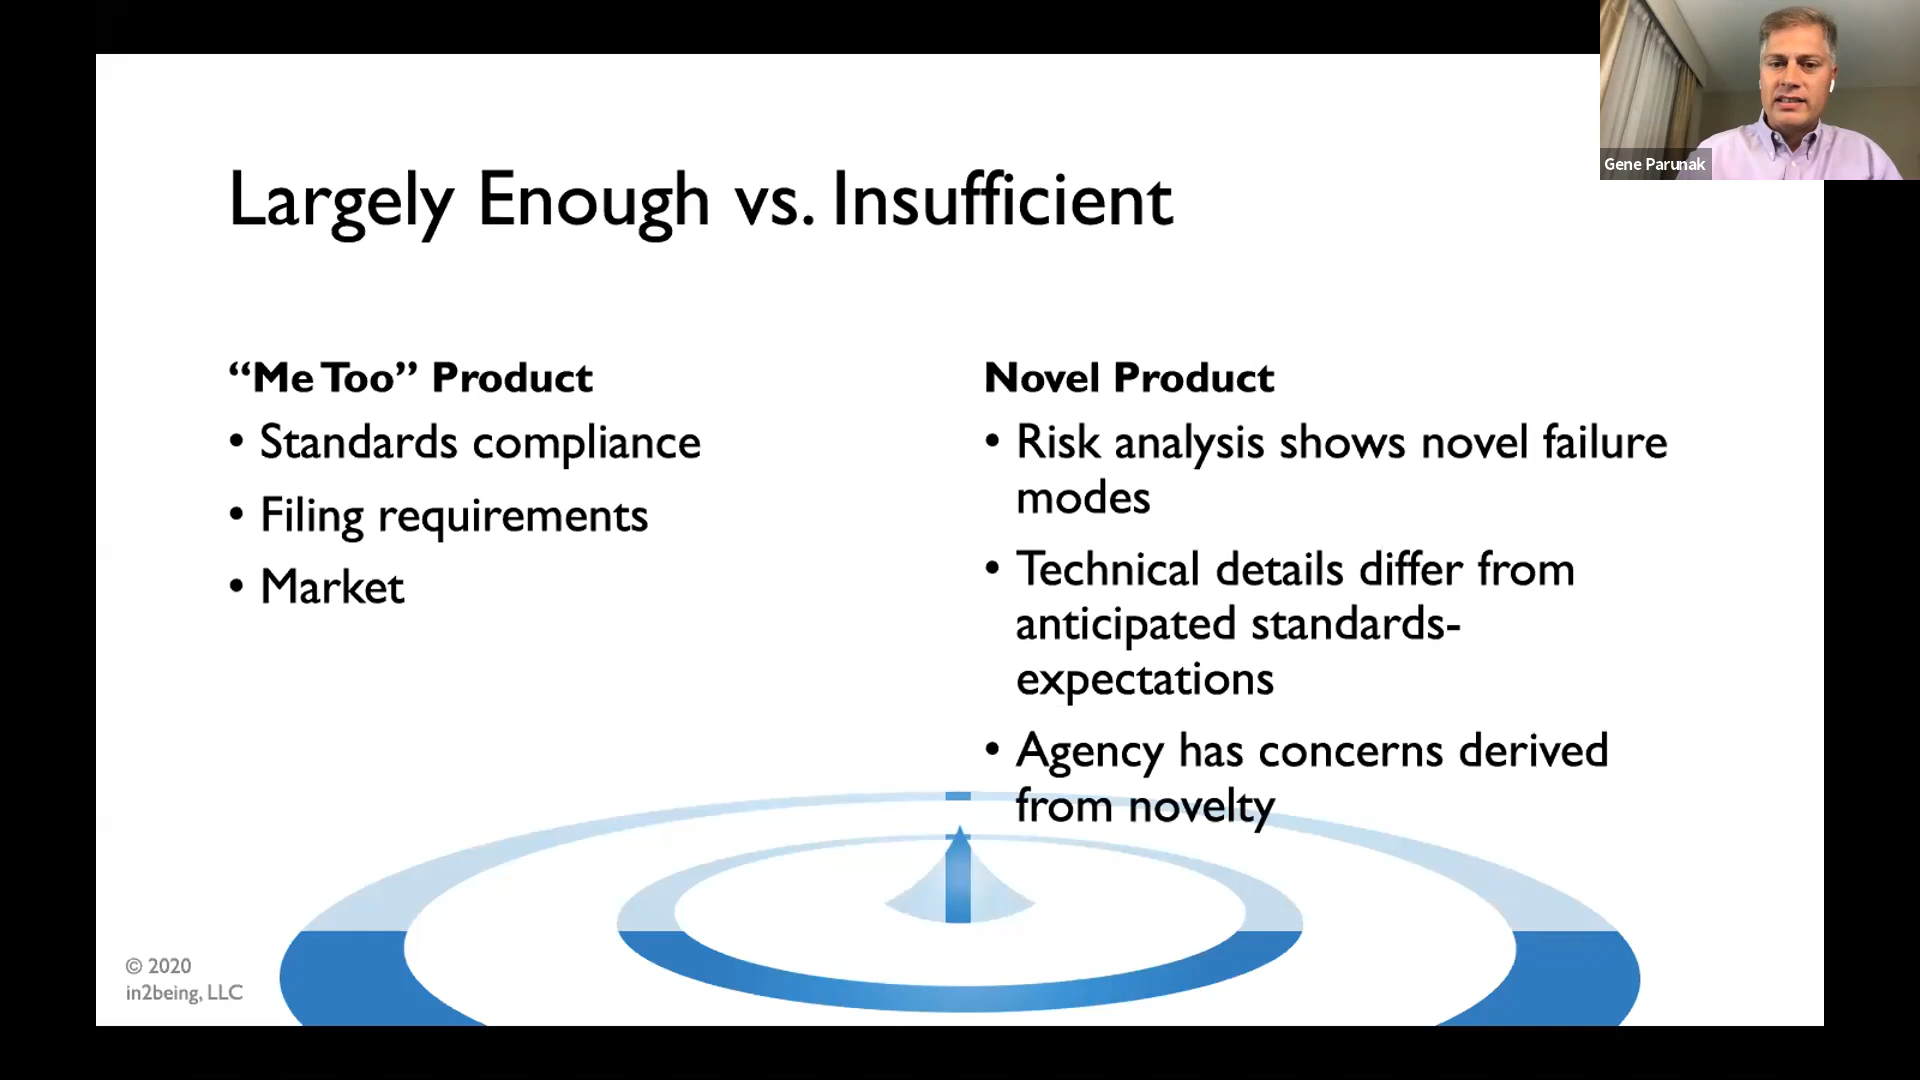 Gene Parunak
Largely Enough vs. Insufficient
“Me Too” Product
• Standards compliance
• Filing requirements
• Market
Novel Product
• Risk analysis shows novel failure
modes
• Technical details differ from
anticipated standards-
expectations
• Agency has concerns derived
from novelty
© 2020
in2being, LLC